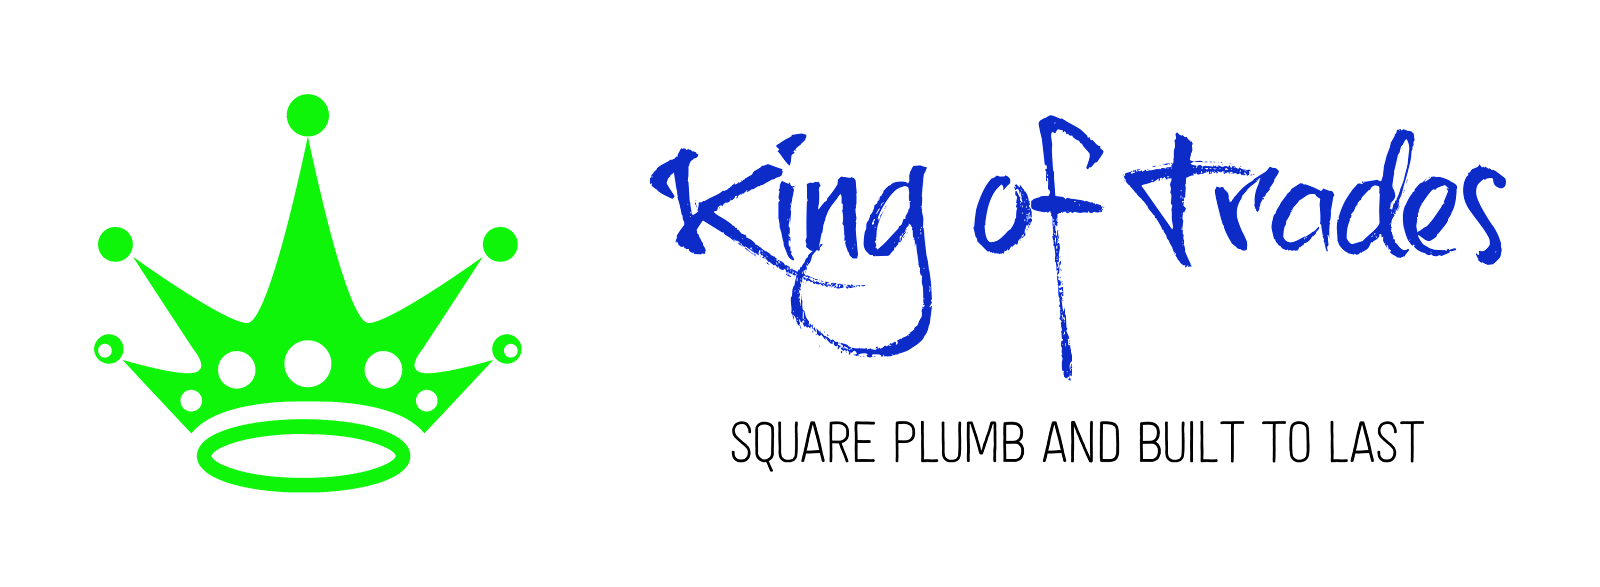 King of Trades
SQUARE PLUMB AND BUILT TO LAST